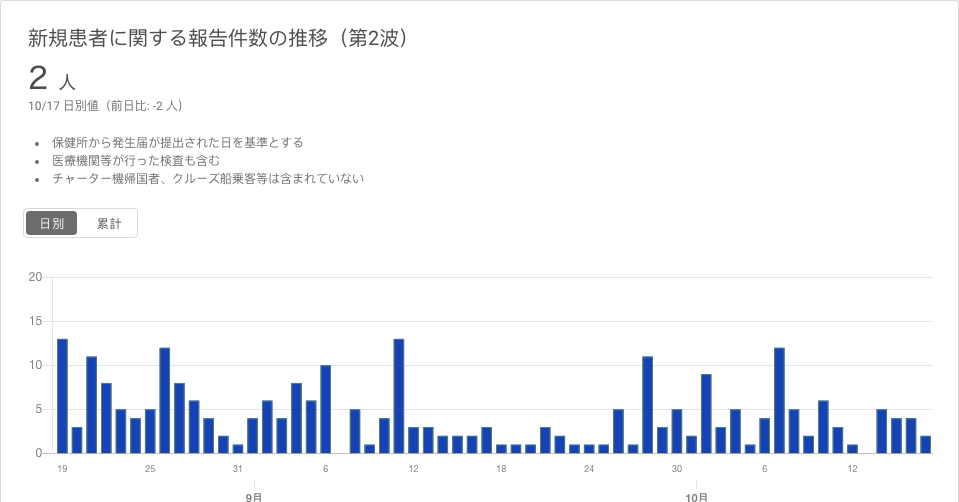 新規患者に関する報告件数の推移（第2波）
2 人
10/17 日別値（前日比: -2 人）
• 保健所から発生届が提出された日を基準とする
• 医療機関等が行った検査も含む
• チャーター機帰国者、クルーズ船乗客等は含まれていない
日別 累計
20
15
10
5
0
19 25 31 6 12 18 24 30 6 12
9月 10月